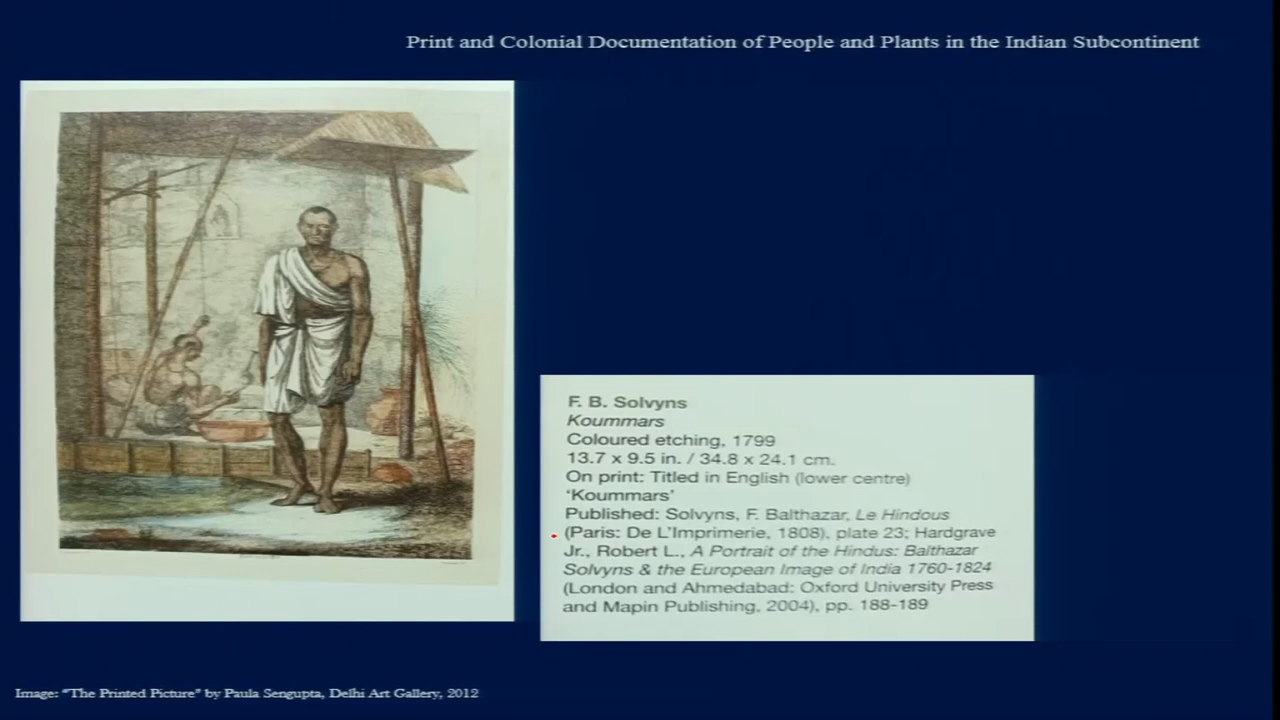 Print and Colonial Documentation of People and Plants in the Indian Subcontinent
F. B. Solvyns
Koummars
Coloured etching, 1799
13.7 x 9.5 in. / 34.8 x 24.1 cm.
On print: Titled in English (lower centre)
'Koummars'
Published: Solvyns, F. Balthazar, Le Hindous
(Paris: De L'Imprimerie, 1808), plate 23; Hardgrave
Jr., Robert L., A Portrait of the Hindus: Balthazar
Solvyns & the European Image of India 1760-1824
(London and Ahmedabad: Oxford University Press
and Mapin Publishing, 2004), pp. 188-189
Image: "The Printed Picture" by Paula Sengupta, Delhi Art Gallery, 2012